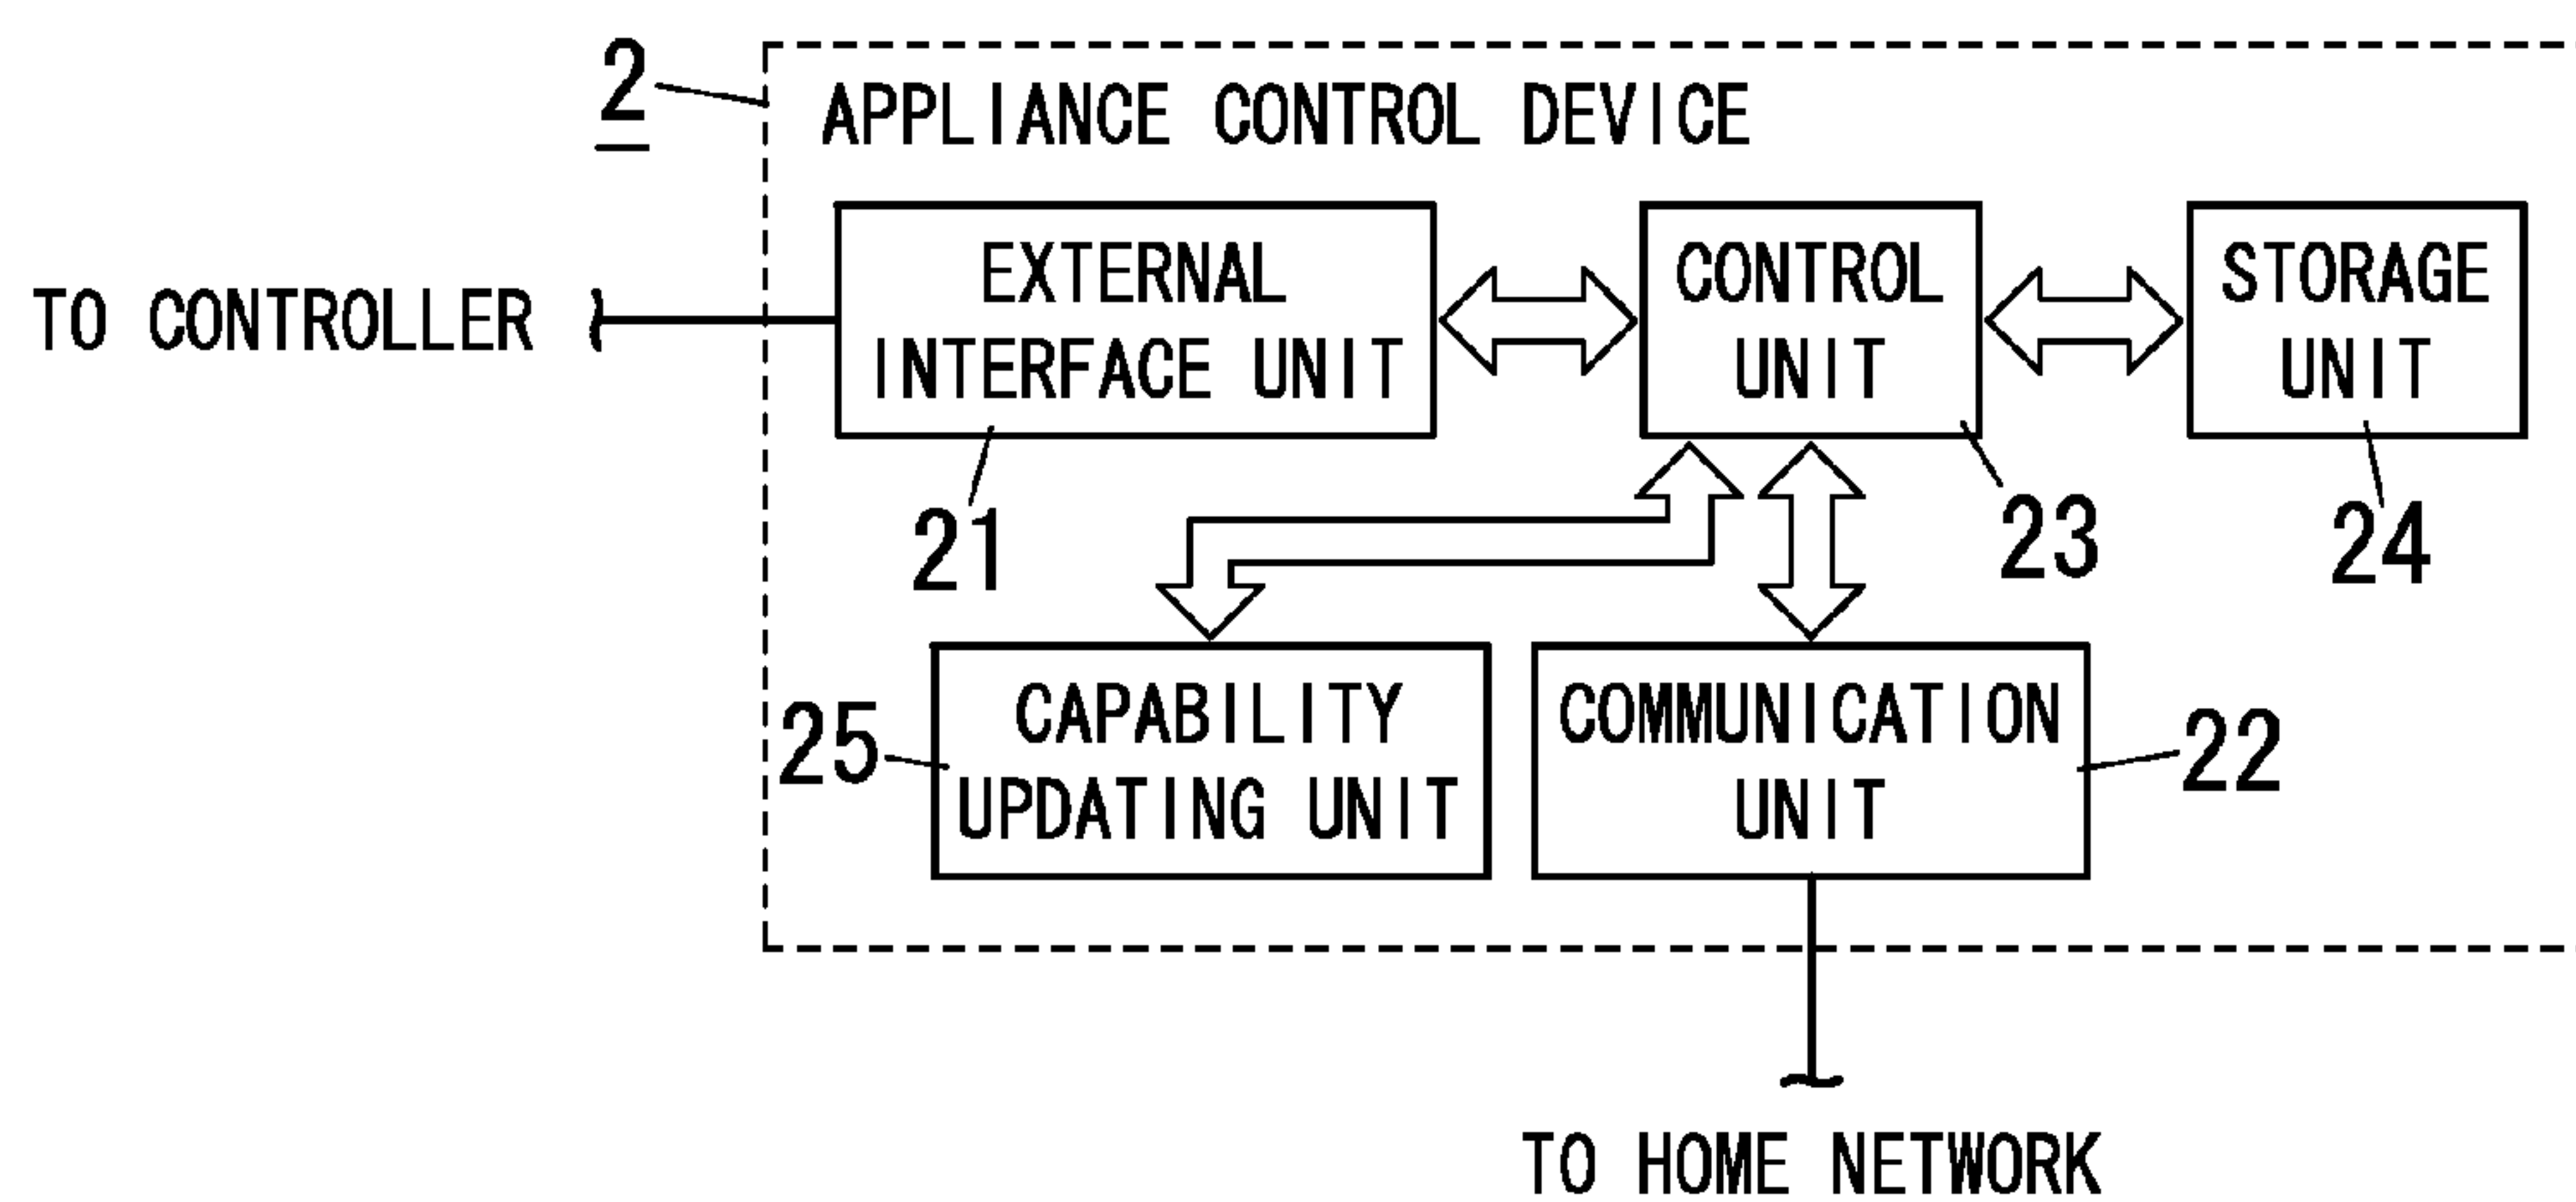 2
APPLIANCE CONTROL DEVICE
TO CONTROLLER
EXTERNAL
INTERFACE UNIT
21
CONTROL
UNIT
23
STORAGE
UNIT
24
CAPABILITY
UPDATING UNIT
25
COMMUNICATION
UNIT
22
TO HOME NETWORK